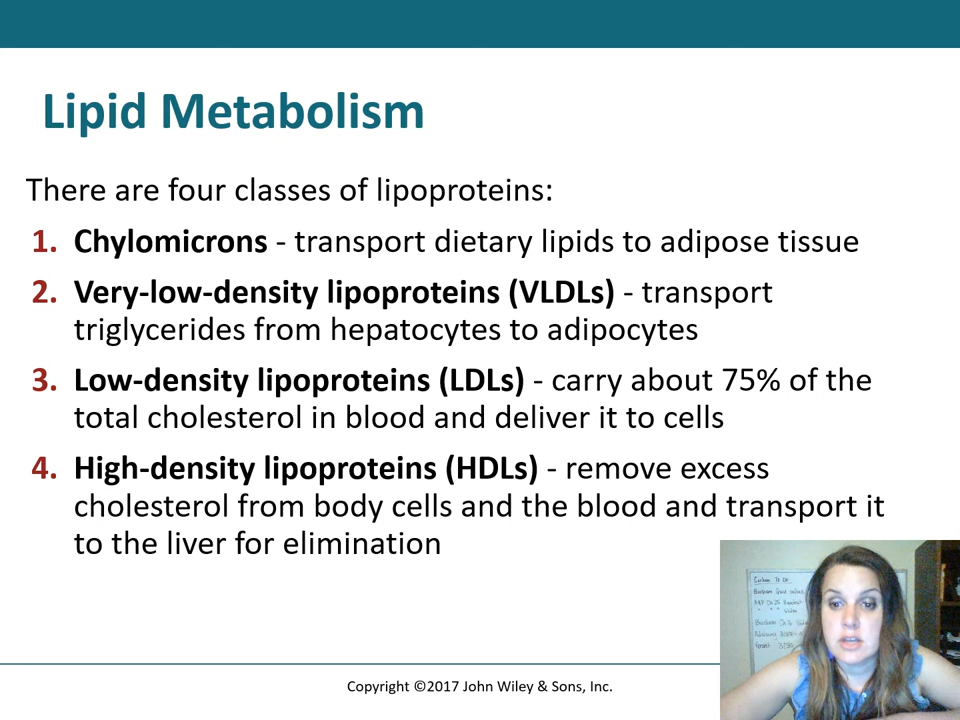 Lipid Metabolism
There are four classes of lipoproteins:
1. Chylomicrons - transport dietary lipids to adipose tissue
2. Very-low-density lipoproteins (VLDLs) - transport
triglycerides from hepatocytes to adipocytes
3. Low-density lipoproteins (LDLs) - carry about 75% of the
total cholesterol in blood and deliver it to cells
4. High-density lipoproteins (HDLs) - remove excess
cholesterol from body cells and the blood and transport it
to the liver for elimination
Copyright ©2017 John Wiley & Sons, Inc.